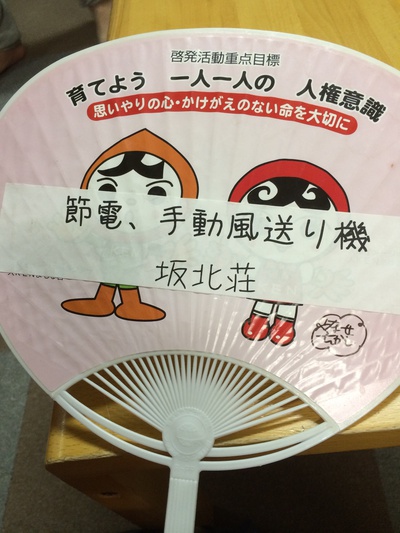 啓発活動重点目標
育てよう 一人一人の 人権意識
思いやりの心・かけがえのない命を大切に
節電、手動風送り機
坂北荘